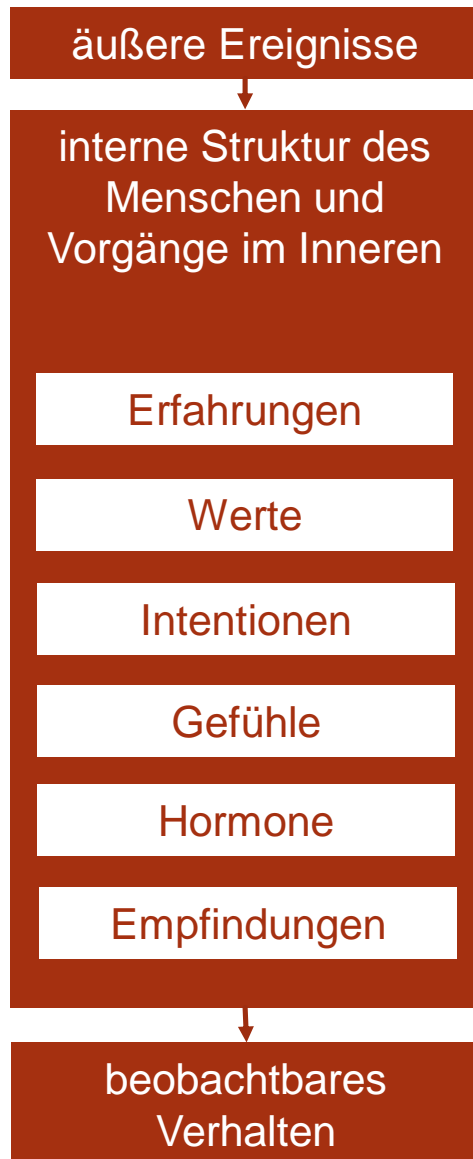 äußere Ereignisse
interne Struktur des
Menschen und
Vorgänge im Inneren
Erfahrungen
Werte
Intentionen
Gefühle
Hormone
Empfindungen
beobachtbares
Verhalten